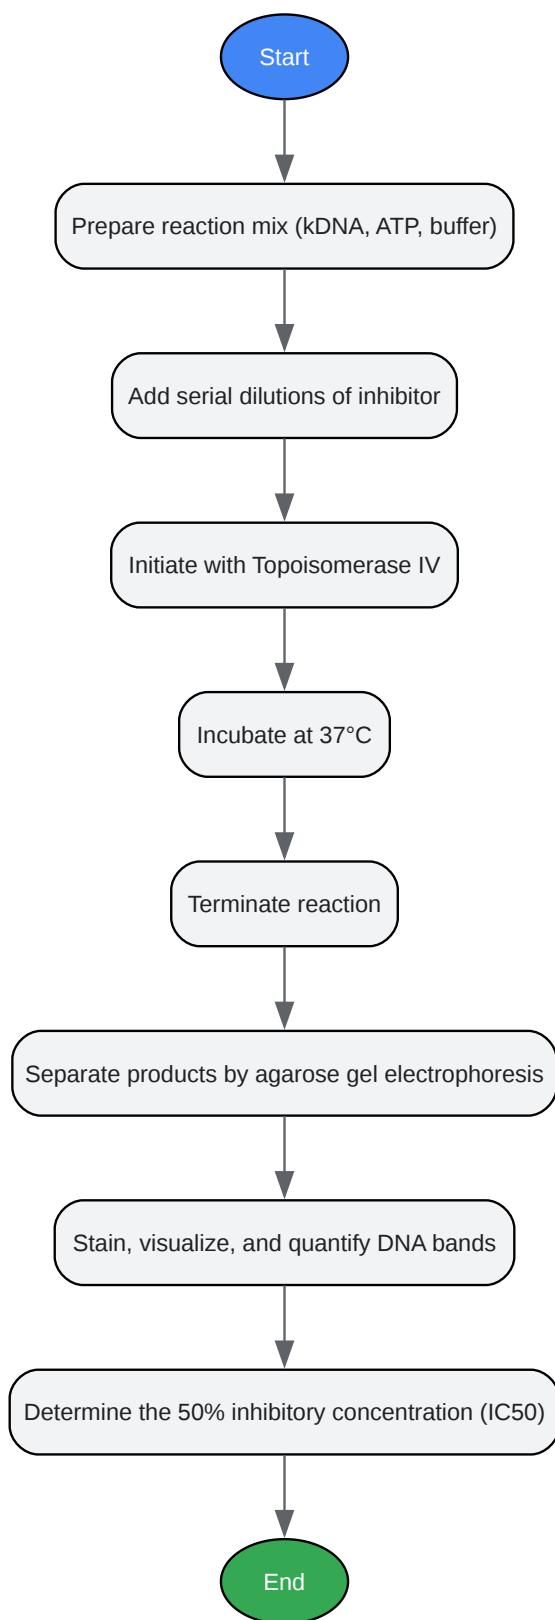 Start
Prepare reaction mix (kDNA, ATP, buffer)
Add serial dilutions of inhibitor
Initiate with Topoisomerase IV
Incubate at 37°C
Terminate reaction
Separate products by agarose gel electrophoresis
Stain, visualize, and quantify DNA bands
Determine the 50% inhibitory concentration (IC50)
End